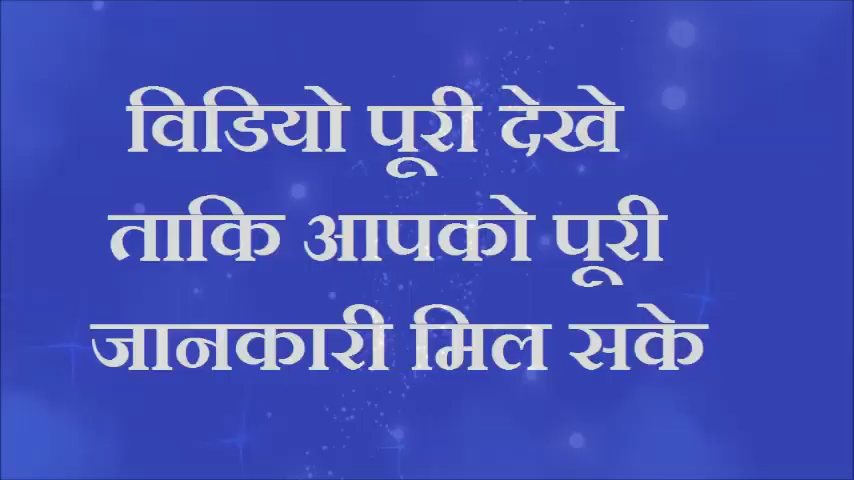 विडियो पूरी देखे
ताकि आपको पूरी
जानकारी मिल सके